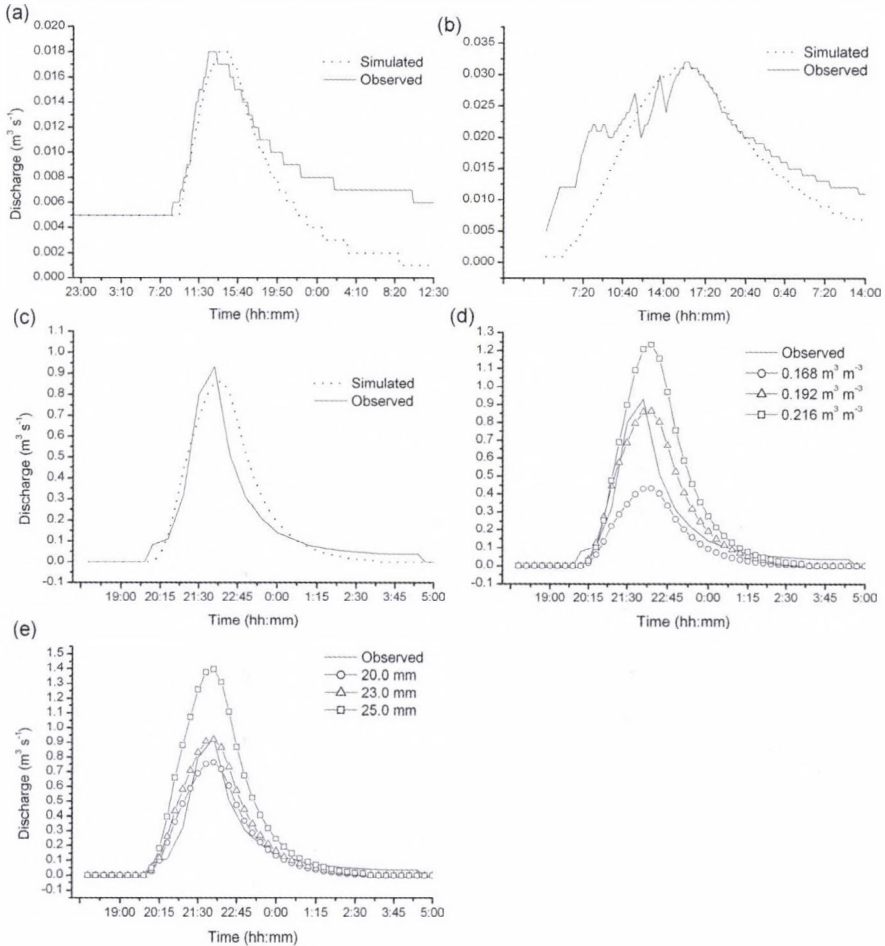 (a)
0.020
0.018
0.016
0.014
0.012
0.010
0.008
0.006
0.004
0.002
0.000
Discharge (m³ s⁻¹)
Simulated
Observed
23:00 3:10 7:20 11:30 15:40 19:50 0:00 4:10 8:20 12:30
Time (hh:mm)
(b)
0.035
0.030
0.025
0.020
0.015
0.010
0.005
0.000
Simulated
Observed
7:20 10:40 14:00 17:20 20:40 0:40 7:20 14:00
Time (hh:mm)
(c)
1.1
1.0
0.9
0.8
0.7
0.6
0.5
0.4
0.3
0.2
0.1
0.0
-0.1
Discharge (m³ s⁻¹)
Simulated
Observed
19:00 20:15 21:30 22:45 0:00 1:15 2:30 3:45 5:00
Time (hh:mm)
(d)
1.3
1.2
1.1
1.0
0.9
0.8
0.7
0.6
0.5
0.4
0.3
0.2
0.1
0.0
-0.1
Observed
0.168 m³ m⁻³
0.192 m³ m⁻³
0.216 m³ m⁻³
19:00 20:15 21:30 22:45 0:00 1:15 2:30 3:45 5:00
Time (hh:mm)
(e)
1.5
1.4
1.3
1.2
1.1
1.0
0.9
0.8
0.7
0.6
0.5
0.4
0.3
0.2
0.1
0.0
-0.1
Discharge (m³ s⁻¹)
Observed
20.0 mm
23.0 mm
25.0 mm
19:00 20:15 21:30 22:45 0:00 1:15 2:30 3:45 5:00
Time (hh:mm)